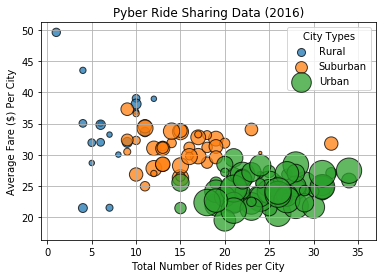 Pyber Ride Sharing Data (2016)
City Types
Rural
Suburban
Urban
Average Fare ($) Per City
50
45
40
35
30
25
20
0
5
10
15
20
25
30
35
Total Number of Rides per City